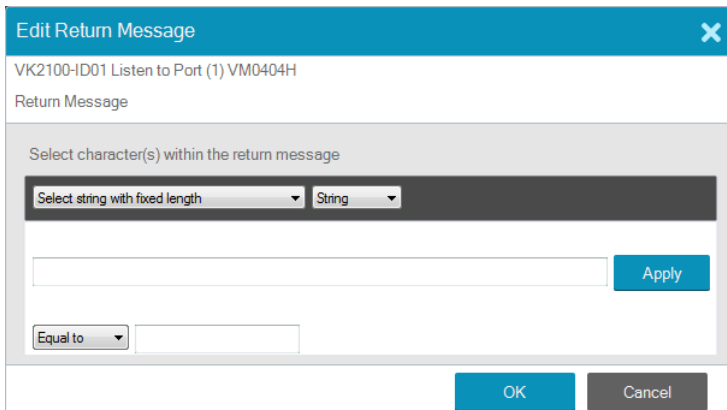 Edit Return Message
VK2100-ID01 Listen to Port (1) VM0404H
Return Message
Select character(s) within the return message
Select string with fixed length String
Apply
Equal to
OK Cancel